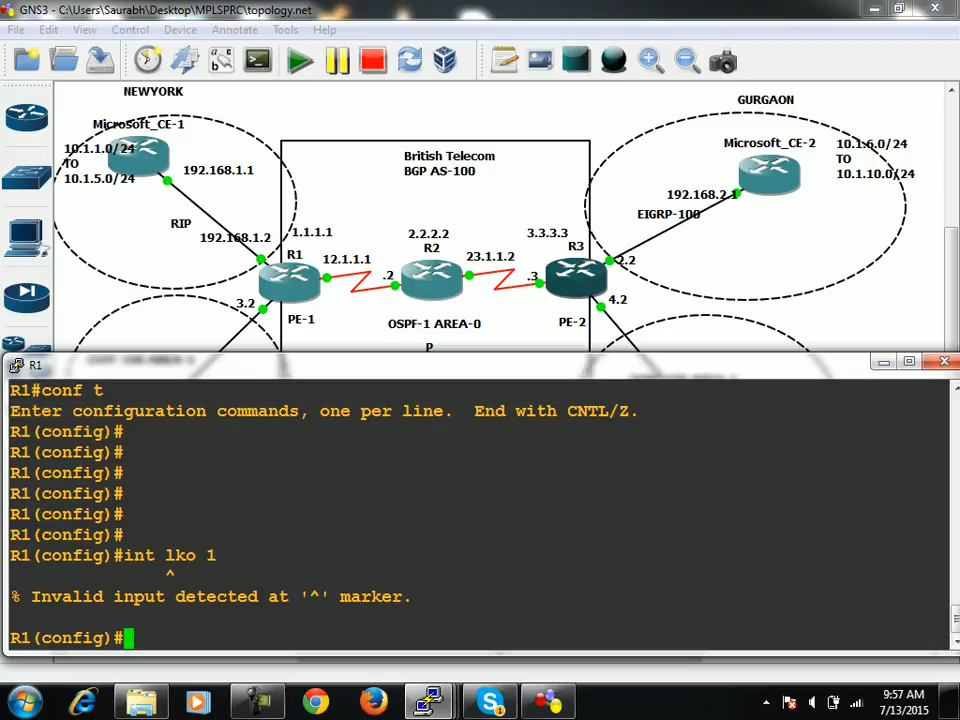 GNS3 - C:\Users\Saurabh\Desktop\MPLSPRC\topology.net
File Edit View Control Device Annotate Tools Help
NEWYORK
GURGAON
Microsoft_CE-1
10.1.1.0/24
TO
10.1.5.0/24
192.168.1.1
British Telecom
BGP AS-100
Microsoft_CE-2
10.1.6.0/24
TO
10.1.10.0/24
192.168.2.1
EIGRP-100
RIP
192.168.1.2
1.1.1.1
2.2.2.2
3.3.3.3
R1
R2
R3
12.1.1.1
.2
23.1.1.2
.3
2.2
3.2
4.2
PE-1
OSPF-1 AREA-0
PE-2
P
R1
R1#conf t
Enter configuration commands, one per line.  End with CNTL/Z.
R1(config)#
R1(config)#
R1(config)#
R1(config)#
R1(config)#
R1(config)#
R1(config)#int lko 1
^
% Invalid input detected at '^' marker.
R1(config)#
9:57 AM
7/13/2015